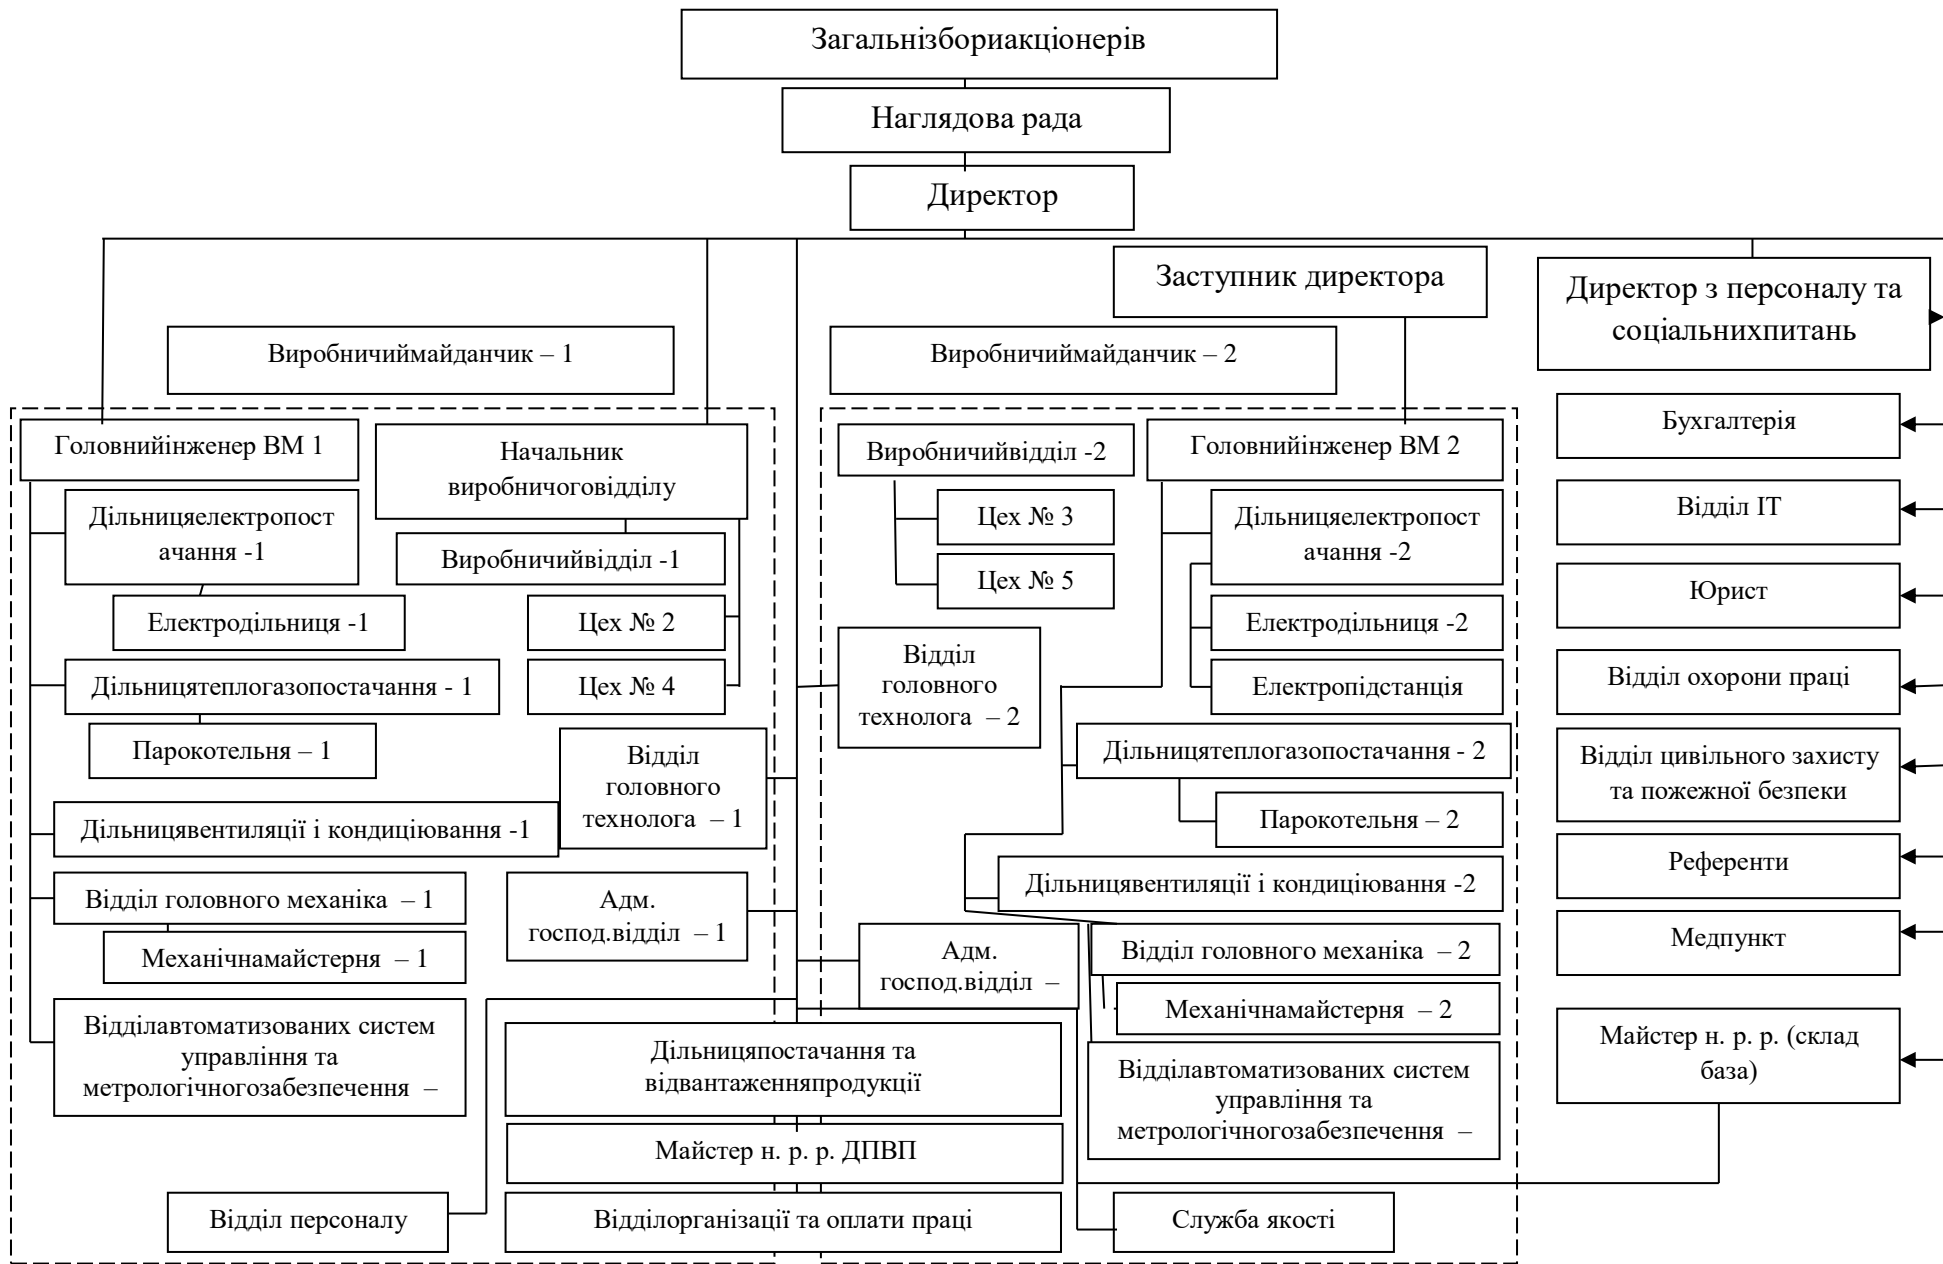 Загальнізбориакціонерів
Наглядова рада
Директор
Заступник директора
Директор з персоналу та
соціальнихпитань
Виробничиймайданчик – 1
Виробничиймайданчик – 2
Головнийінженер ВМ 1
Начальник
виробничоговідділу
Дільницяелектропост
ачання -1
Виробничийвідділ -1
Електродільниця -1
Цех № 2
Дільницятеплогазопостачання - 1
Цех № 4
Парокотельня – 1
Відділ
головного
технолога – 1
Дільницявентиляції і кондиціювання -1
Відділ головного механіка – 1
Адм.
господ.відділ – 1
Механічнамайстерня – 1
Відділавтоматизованих систем
управління та
метрологічногозабезпечення –
Виробничийвідділ -2
Головнийінженер ВМ 2
Цех № 3
Дільницяелектропост
ачання -2
Цех № 5
Електродільниця -2
Відділ
головного
технолога – 2
Електропідстанція
Дільницятеплогазопостачання - 2
Парокотельня – 2
Дільницявентиляції і кондиціювання -2
Адм.
господ.відділ –
Відділ головного механіка – 2
Механічнамайстерня – 2
Відділавтоматизованих систем
управління та
метрологічногозабезпечення –
Дільницяпостачання та
відвантаженняпродукції
Майстер н. р. р. ДПВП
Відділ персоналу
Відділорганізації та оплати праці
Служба якості
Бухгалтерія
Відділ ІТ
Юрист
Відділ охорони праці
Відділ цивільного захисту
та пожежної безпеки
Референти
Медпункт
Майстер н. р. р. (склад
база)